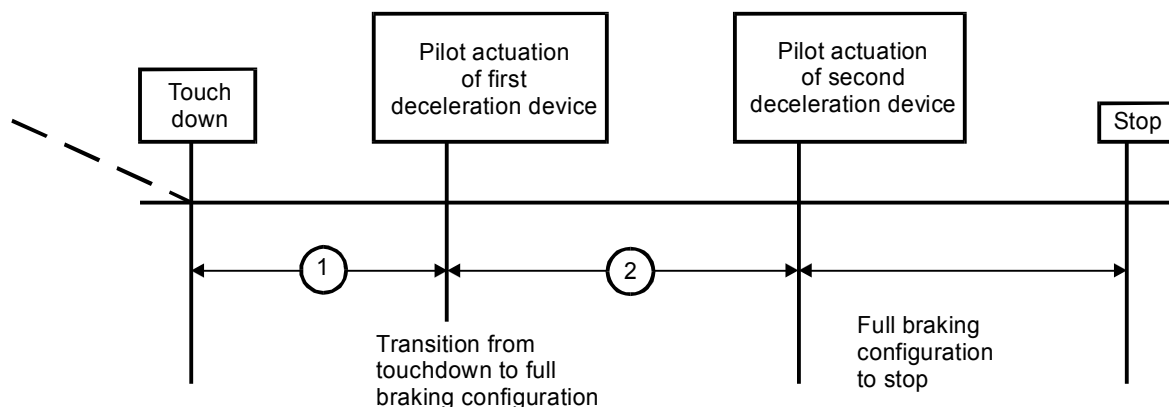 Touch
down
Pilot actuation
of first
deceleration device
Pilot actuation
of second
deceleration device
Stop
1
2
Transition from
touchdown to full
braking configuration
Full braking
configuration
to stop